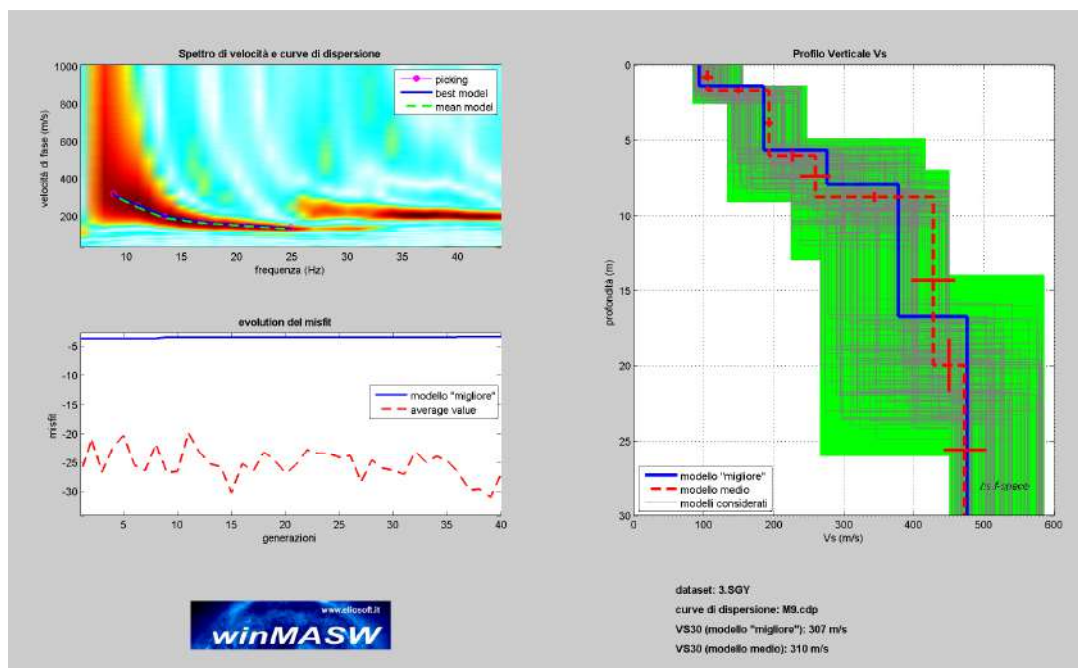 Spettro di velocità e curve di dispersione
1000
800
600
400
200
velocità di fase (m/s)
picking
best model
mean model
10 15 20 25 30 35 40
frequenza (Hz)
evolution del misfit
-5
-10
-15
-20
-25
-30
misfit
modello "migliore"
average value
5 10 15 20 25 30 35 40
generazioni
www.eliosoft.it
winMASW
Profilo Verticale Vs
0
5
10
15
20
25
30
profondità (m)
modello "migliore"
modello medio
modelli considerati
0 100 200 300 400 500 600
Vs (m/s)
dataset: 3.SGY
curve di dispersione: M9.cdp
VS30 (modello "migliore"): 307 m/s
VS30 (modello medio): 310 m/s